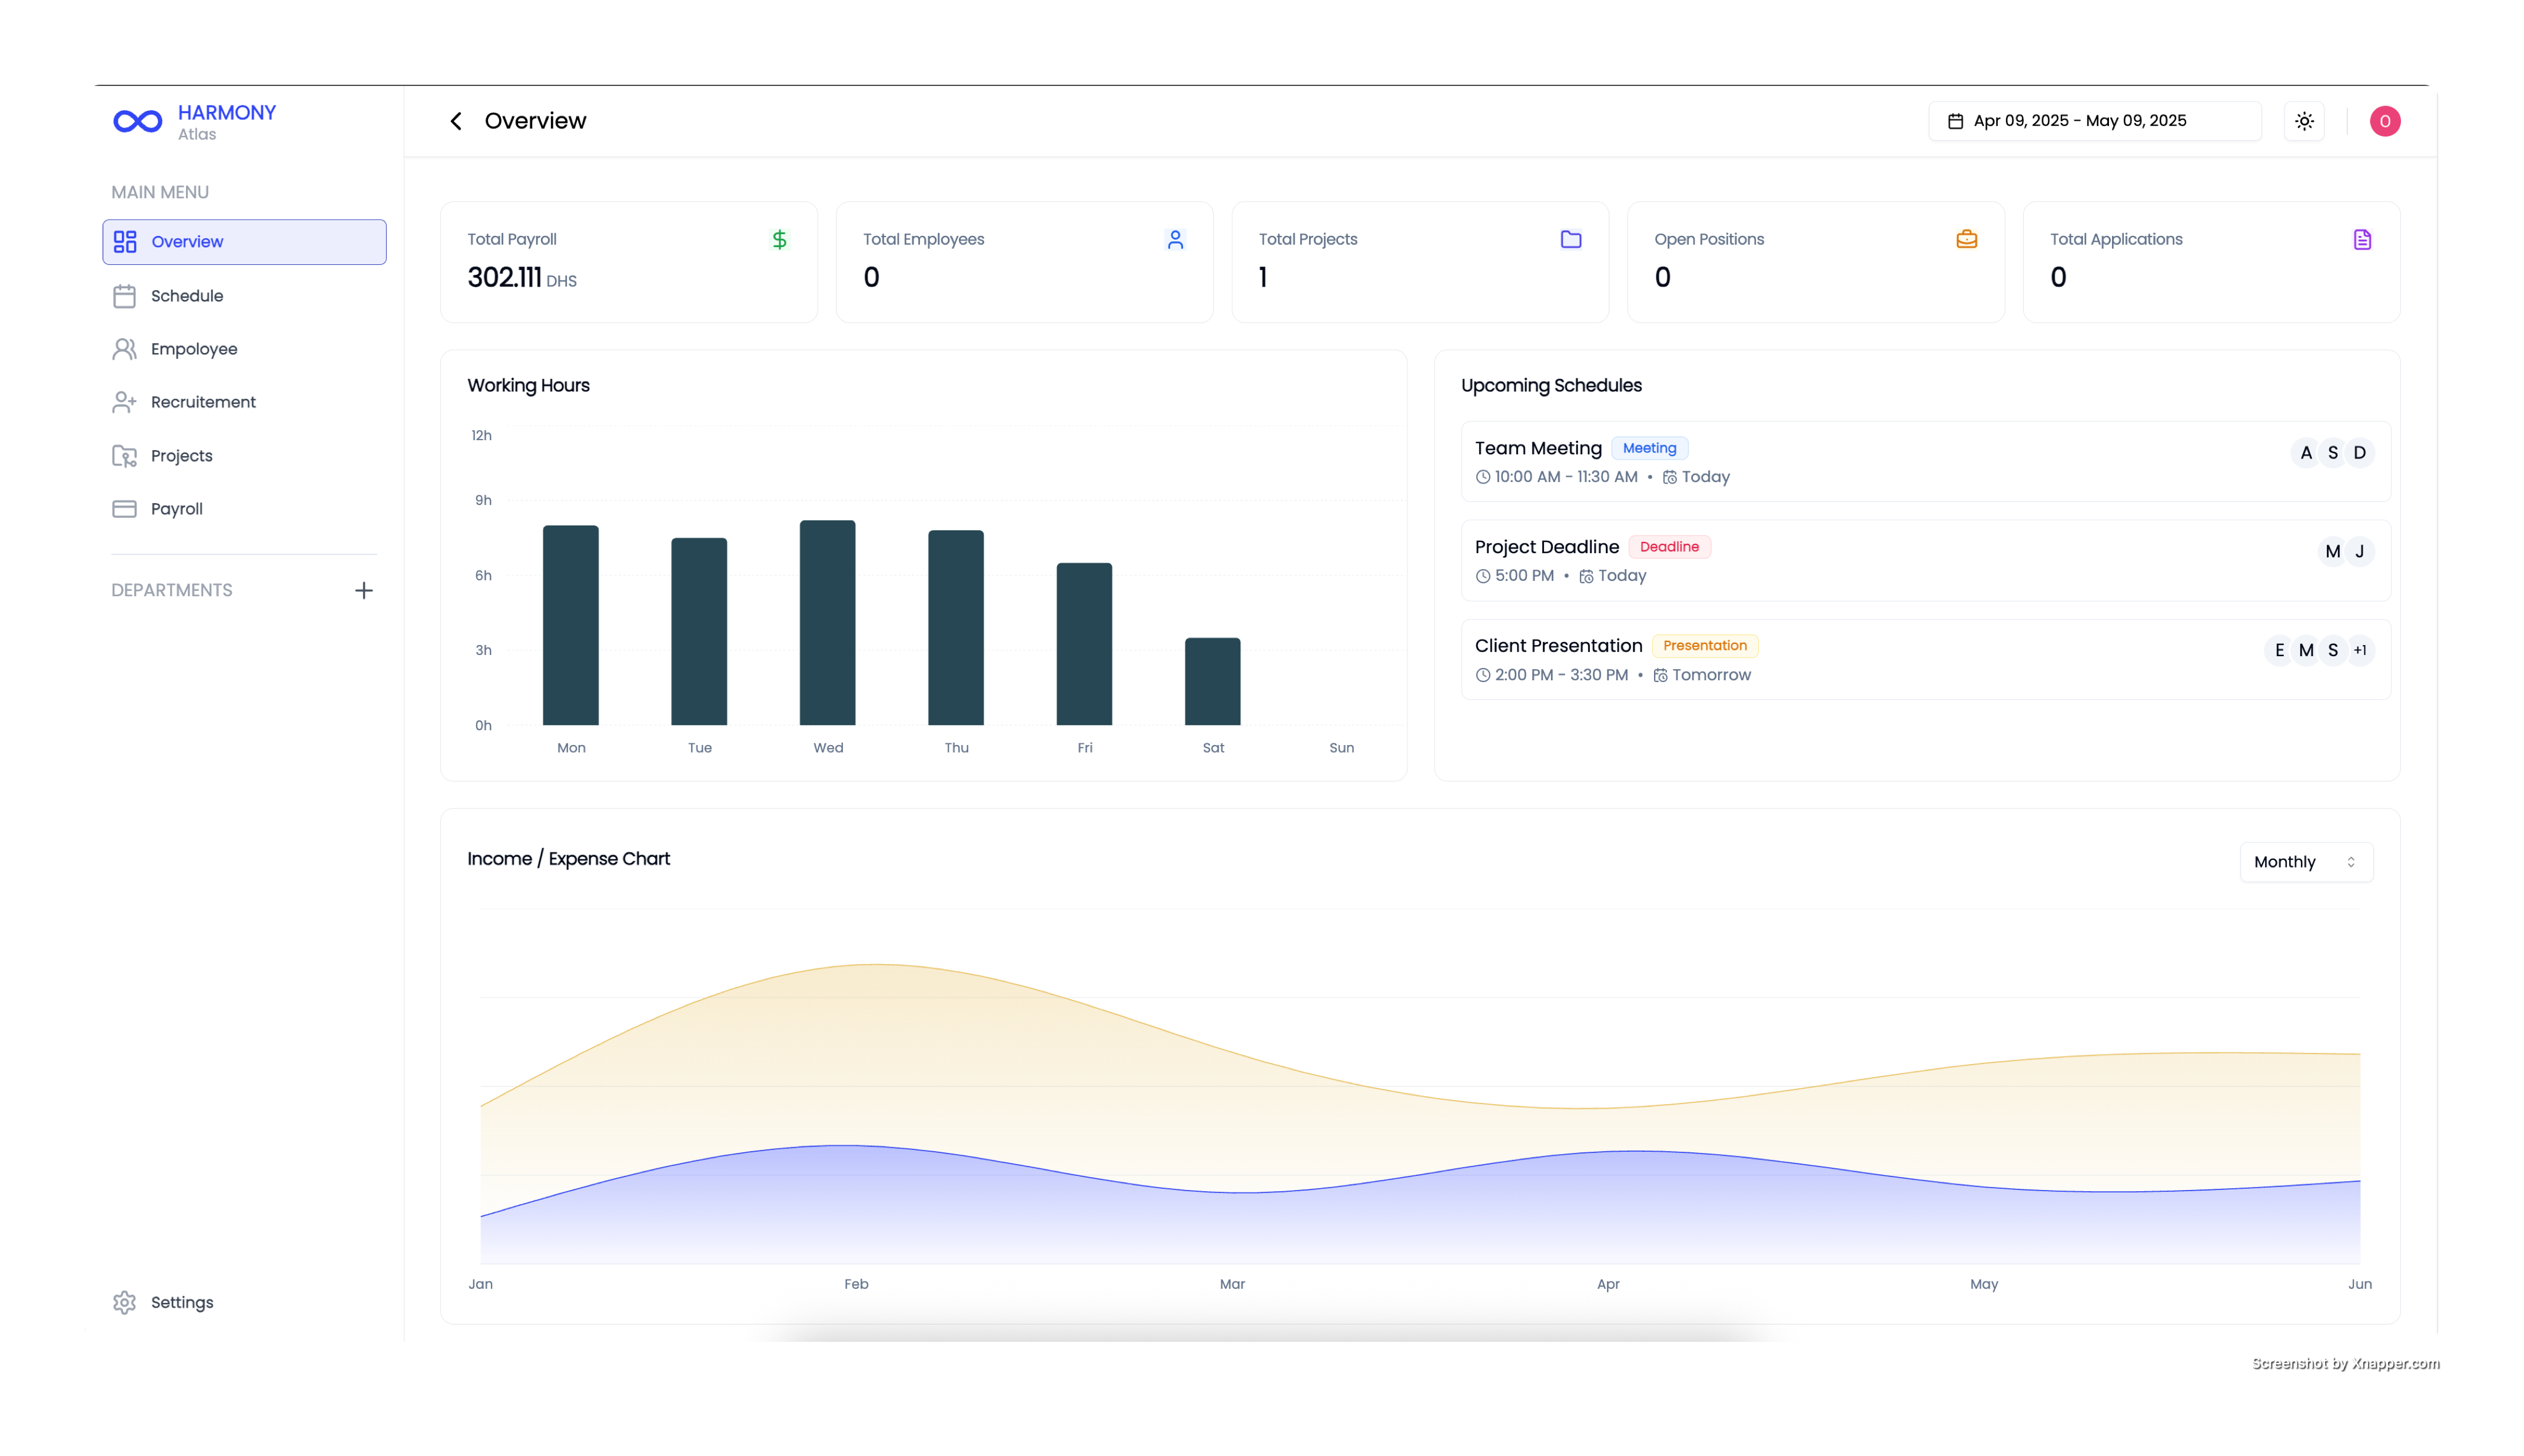 HARMONY
Atlas
MAIN MENU
Overview
Schedule
Empoloyee
Recruitement
Projects
Payroll
DEPARTMENTS
Settings
Overview
Apr 09, 2025 - May 09, 2025
O
Total Payroll
302.111 DHS
Total Employees
0
Total Projects
1
Open Positions
0
Total Applications
0
Working Hours
12h
9h
6h
3h
0h
Mon Tue Wed Thu Fri Sat Sun
Upcoming Schedules
Team Meeting Meeting
10:00 AM - 11:30 AM • Today
A S D
Project Deadline Deadline
5:00 PM • Today
M J
Client Presentation Presentation
2:00 PM - 3:30 PM • Tomorrow
E M S +1
Income / Expense Chart
Monthly
Jan Feb Mar Apr May Jun
Screenshot by Xnapper.com